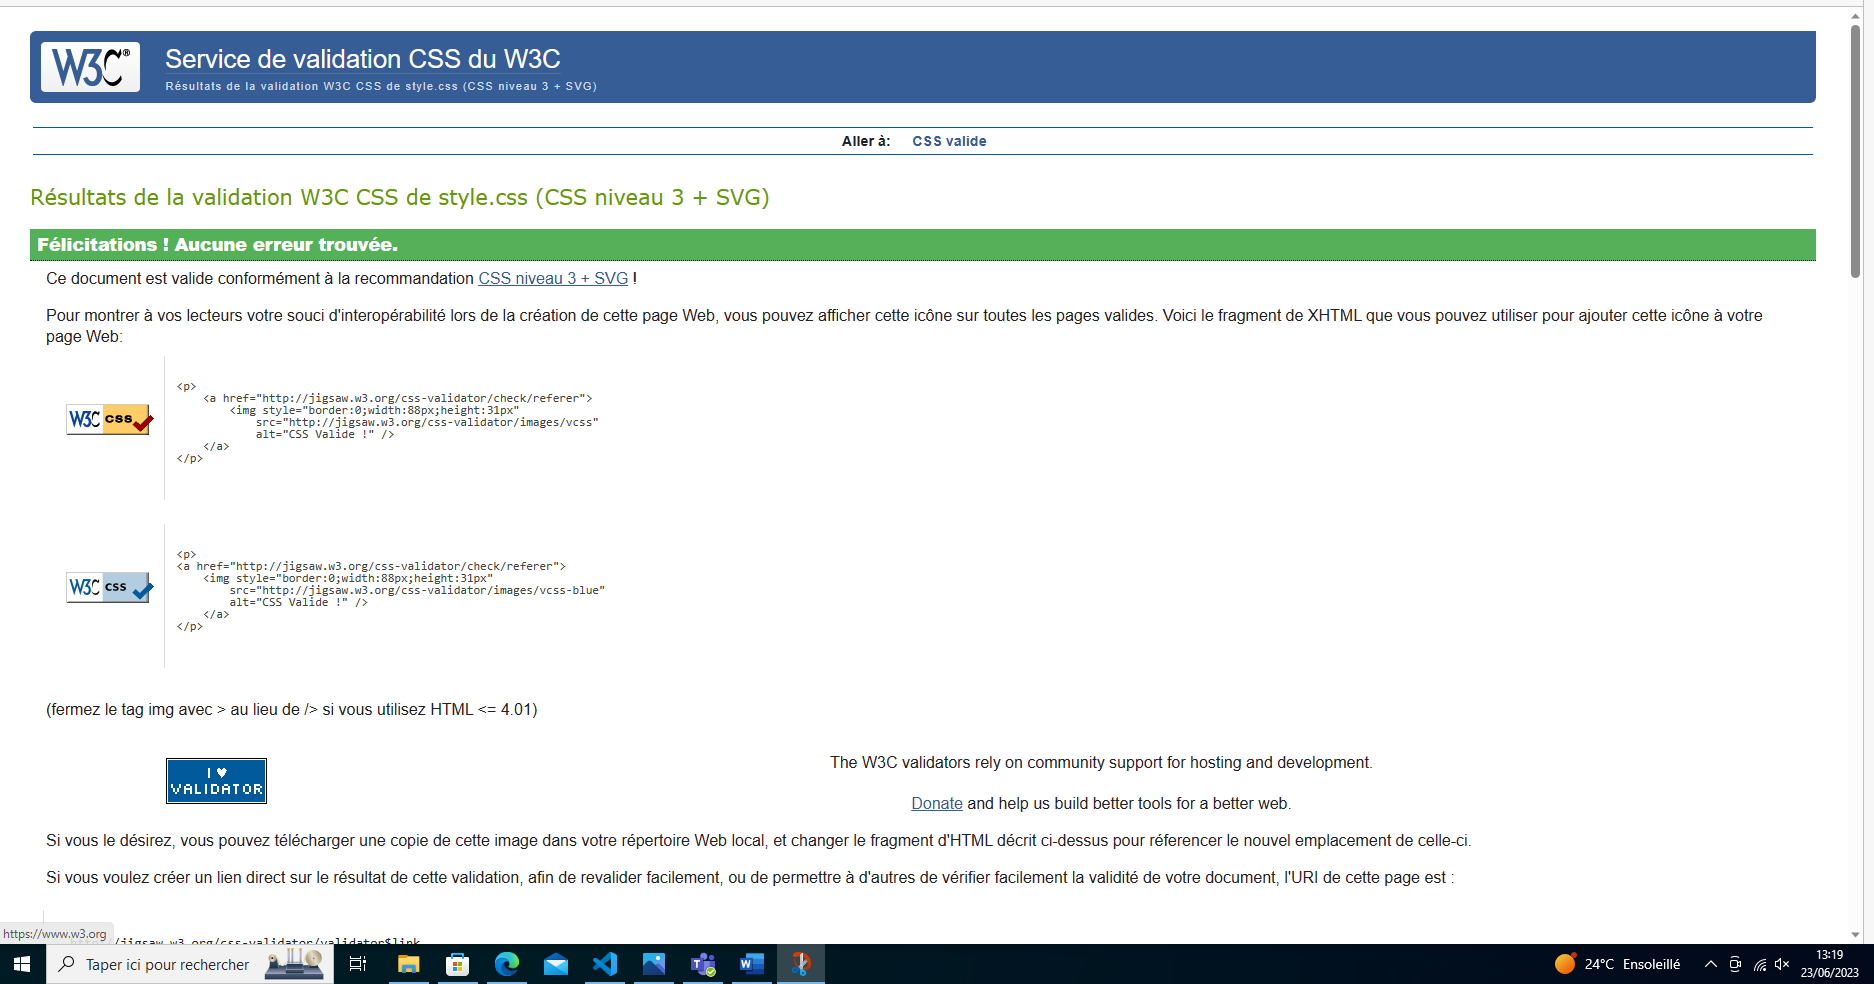 W3C®
Service de validation CSS du W3C
Résultats de la validation W3C CSS de style.css (CSS niveau 3 + SVG)
Aller à: CSS valide
Résultats de la validation W3C CSS de style.css (CSS niveau 3 + SVG)
Félicitations ! Aucune erreur trouvée.
Ce document est valide conformément à la recommandation CSS niveau 3 + SVG !
Pour montrer à vos lecteurs votre souci d'interopérabilité lors de la création de cette page Web, vous pouvez afficher cette icône sur toutes les pages valides. Voici le fragment de XHTML que vous pouvez utiliser pour ajouter cette icône à votre
page Web:
W3C css
<p>
<a href="http://jigsaw.w3.org/css-validator/check/referer">
<img style="border:0;width:88px;height:31px"
src="http://jigsaw.w3.org/css-validator/images/vcss"
alt="CSS Valide !" />
</a>
</p>
W3C css
<p>
<a href="http://jigsaw.w3.org/css-validator/check/referer">
<img style="border:0;width:88px;height:31px"
src="http://jigsaw.w3.org/css-validator/images/vcss-blue"
alt="CSS Valide !" />
</a>
</p>
(fermez le tag img avec > au lieu de /> si vous utilisez HTML <= 4.01)
I ♥
VALIDATOR
The W3C validators rely on community support for hosting and development.
Donate and help us build better tools for a better web.
Si vous le désirez, vous pouvez télécharger une copie de cette image dans votre répertoire Web local, et changer le fragment d'HTML décrit ci-dessus pour réferencer le nouvel emplacement de celle-ci.
Si vous voulez créer un lien direct sur le résultat de cette validation, afin de revalider facilement, ou de permettre à d'autres de vérifier facilement la validité de votre document, l'URI de cette page est :
https://www.w3.org
http://jigsaw.w3.org/css-validator/validator$link
Taper ici pour rechercher
24°C Ensoleillé
13:19
23/06/2023